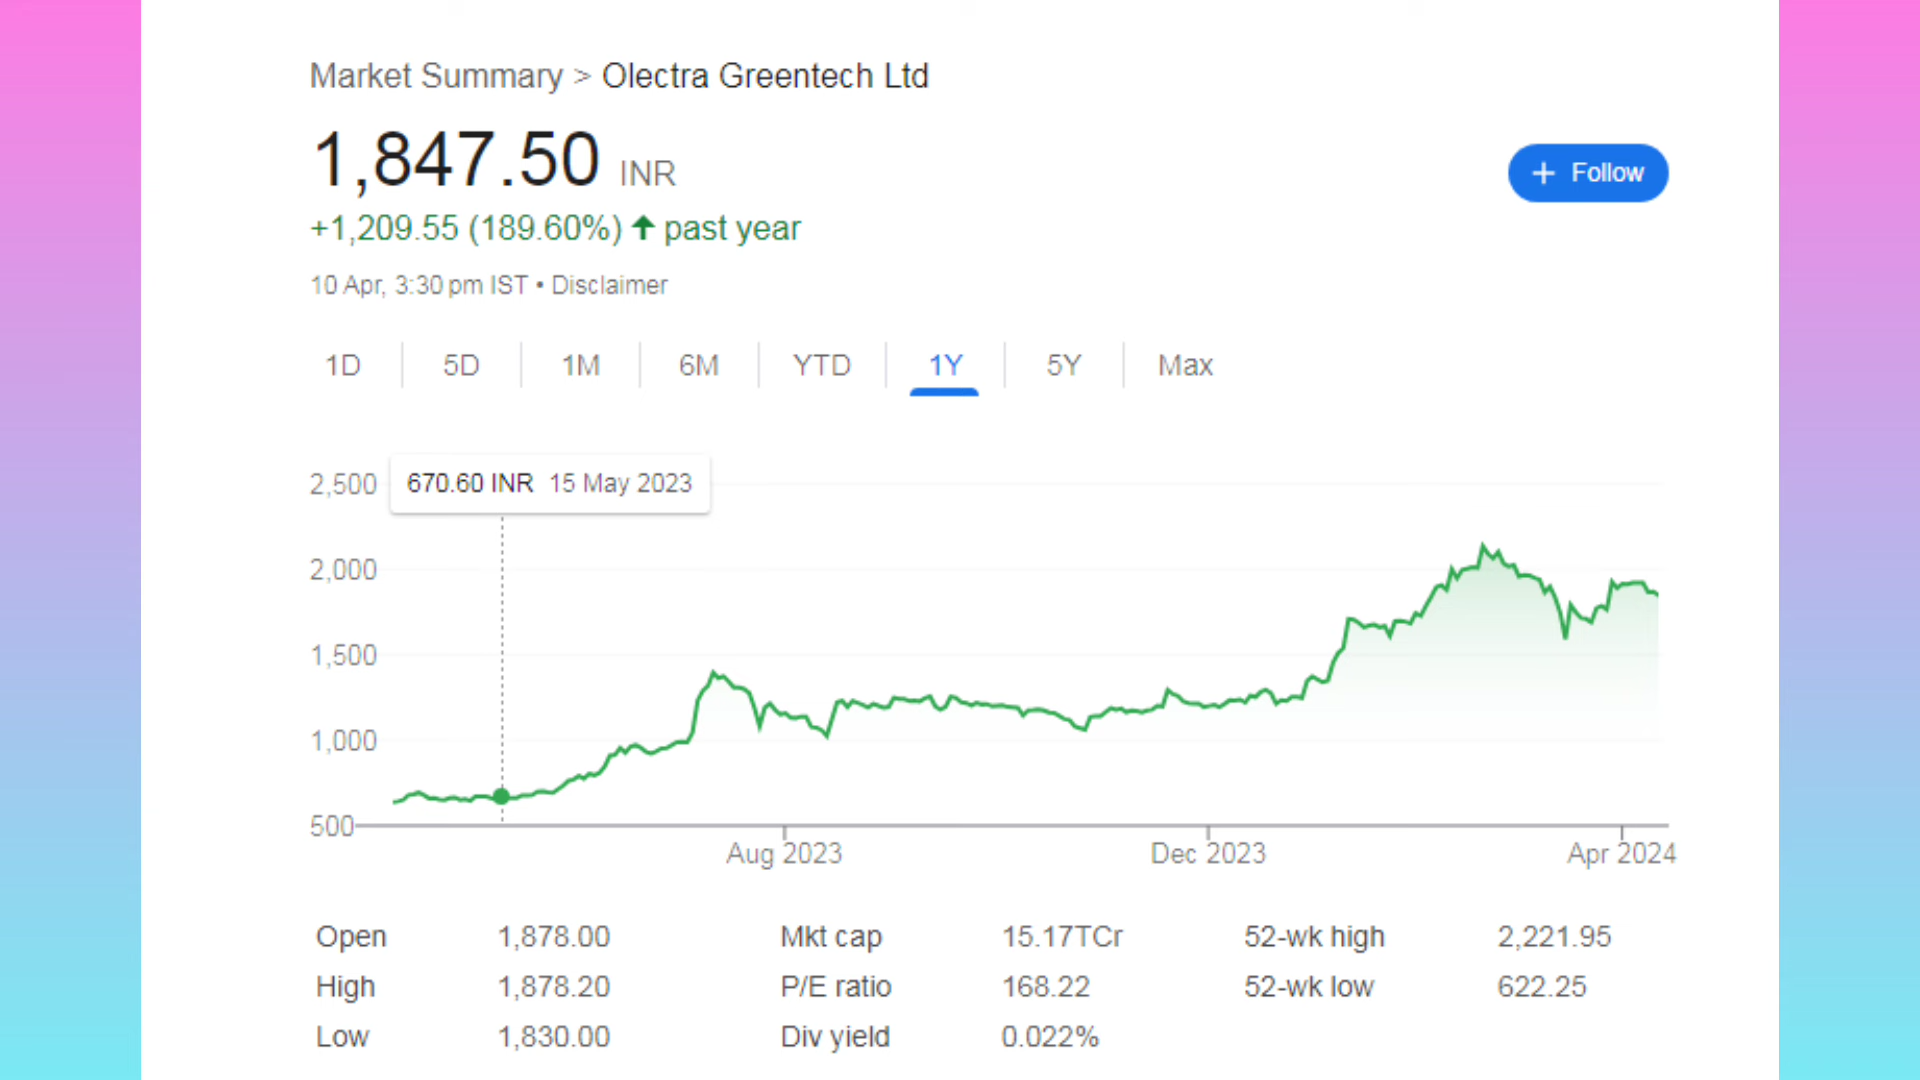 Market Summary > Olectra Greentech Ltd
1,847.50 INR
+ Follow
+1,209.55 (189.60%) ↑ past year
10 Apr, 3:30 pm IST • Disclaimer
1D 5D 1M 6M YTD 1Y 5Y Max
2,500 670.60 INR 15 May 2023
2,000
1,500
1,000
500
Aug 2023 Dec 2023 Apr 2024
Open 1,878.00 Mkt cap 15.17TCr 52-wk high 2,221.95
High 1,878.20 P/E ratio 168.22 52-wk low 622.25
Low 1,830.00 Div yield 0.022%